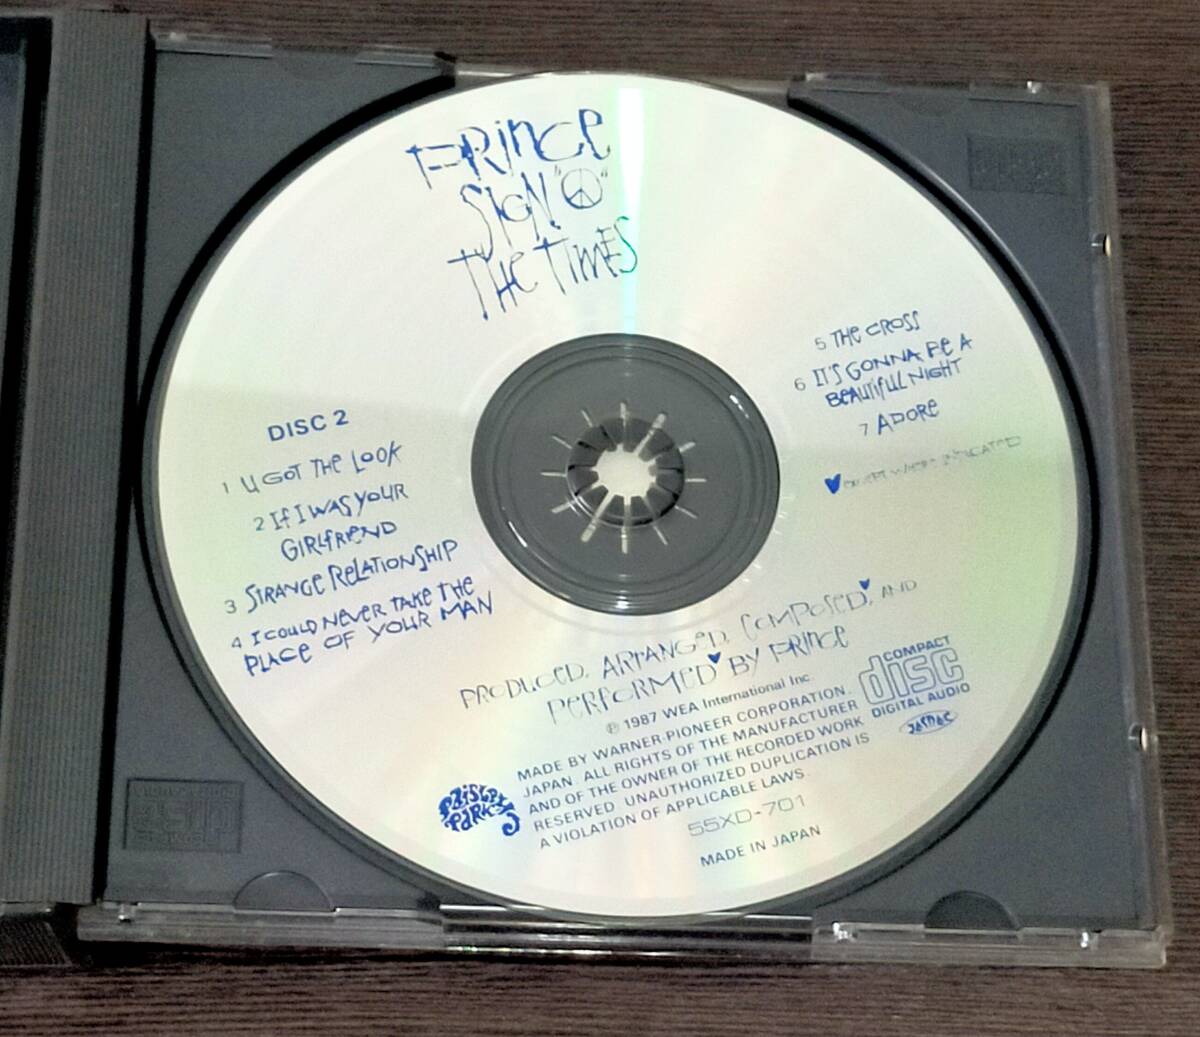 PRINCE
SIGN "☮"
THE TIMES
DISC 2
1 U GOT THE LOOK
2 IF I WAS YOUR
GIRLFRIEND
3 STRANGE RELATIONSHIP
4 I COULD NEVER TAKE THE
PLACE OF YOUR MAN
5 THE CROSS
6 IT'S GONNA BE A
BEAUTIFUL NIGHT
7 ADORE
♥ EXCEPT WHERE INDICATED
PRODUCED, ARRANGED, COMPOSED♥, AND
PERFORMED♥ BY PRINCE
℗ 1987 WEA International Inc.
MADE BY WARNER-PIONEER CORPORATION.
JAPAN. ALL RIGHTS OF THE MANUFACTURER
AND OF THE OWNER OF THE RECORDED WORK
RESERVED. UNAUTHORIZED DUPLICATION IS
A VIOLATION OF APPLICABLE LAWS.
COMPACT
disc
DIGITAL AUDIO
JASRAC
PAISLEY
PARK
55XD-701
MADE IN JAPAN